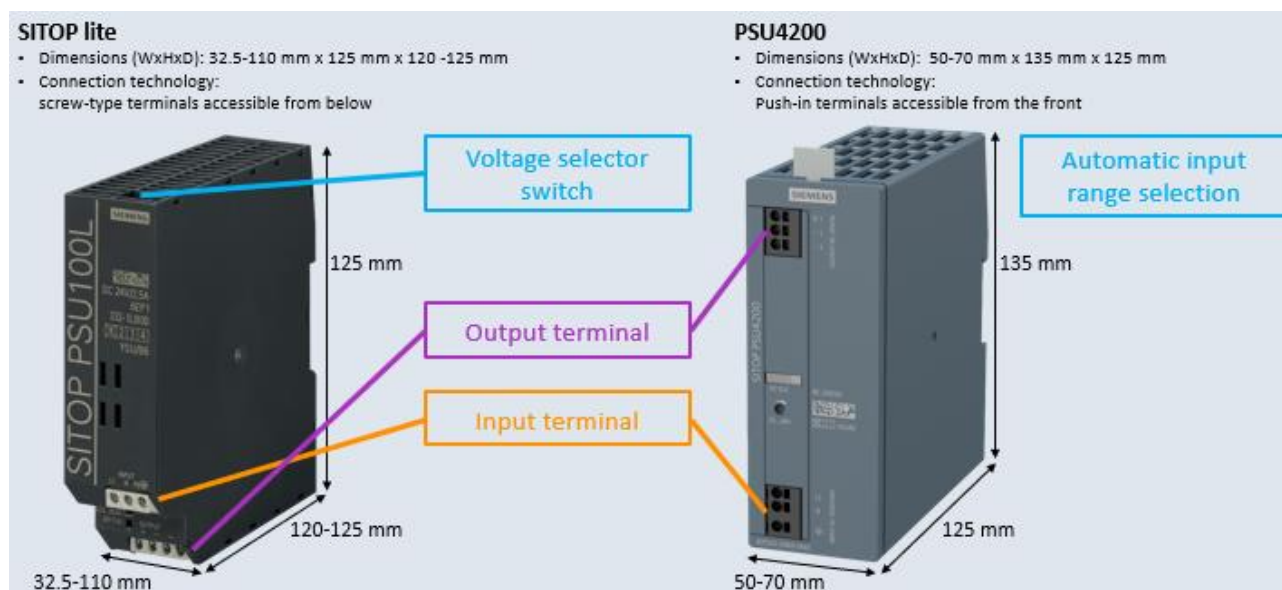 SITOP lite
• Dimensions (WxHxD): 32.5-110 mm x 125 mm x 120 -125 mm
• Connection technology:
screw-type terminals accessible from below
PSU4200
• Dimensions (WxHxD): 50-70 mm x 135 mm x 125 mm
• Connection technology:
Push-in terminals accessible from the front
Voltage selector
switch
Automatic input
range selection
SIEMENS
SITOP PSU100L
INPUT
125 mm
Output terminal
Input terminal
120-125 mm
32.5-110 mm
SIEMENS
SITOP PSU4200
135 mm
125 mm
50-70 mm